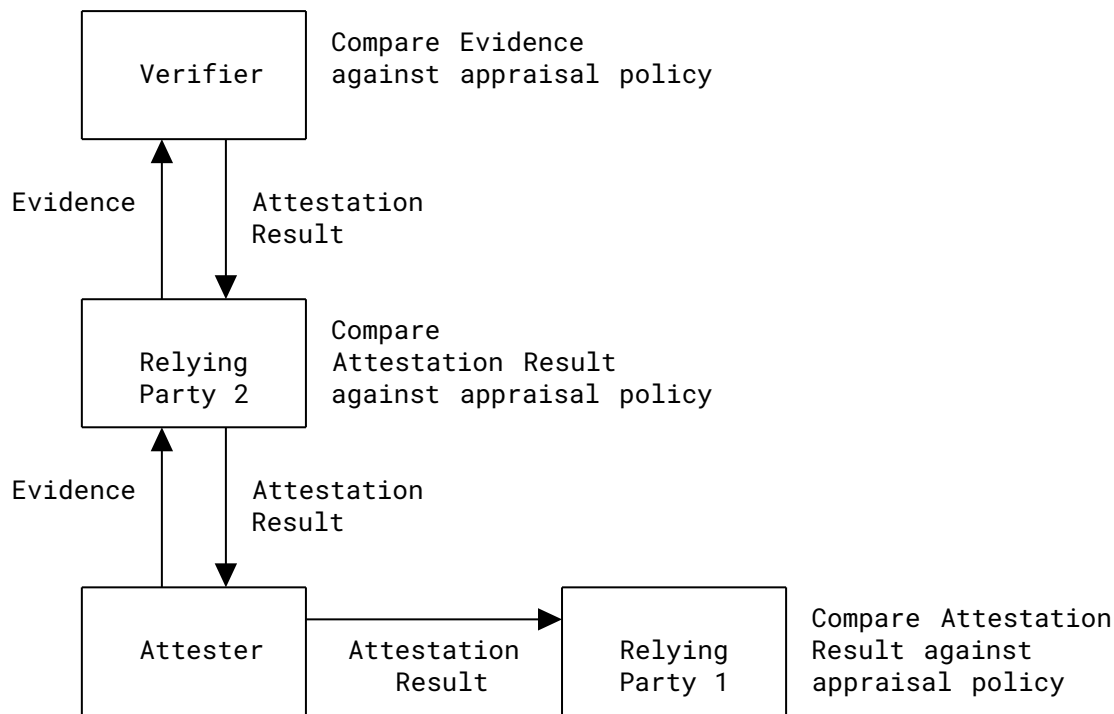 Verifier
Compare Evidence
against appraisal policy
Evidence
Attestation
Result
Relying
Party 2
Compare
Attestation Result
against appraisal policy
Evidence
Attestation
Result
Attester
Attestation
Result
Relying
Party 1
Compare Attestation
Result against
appraisal policy